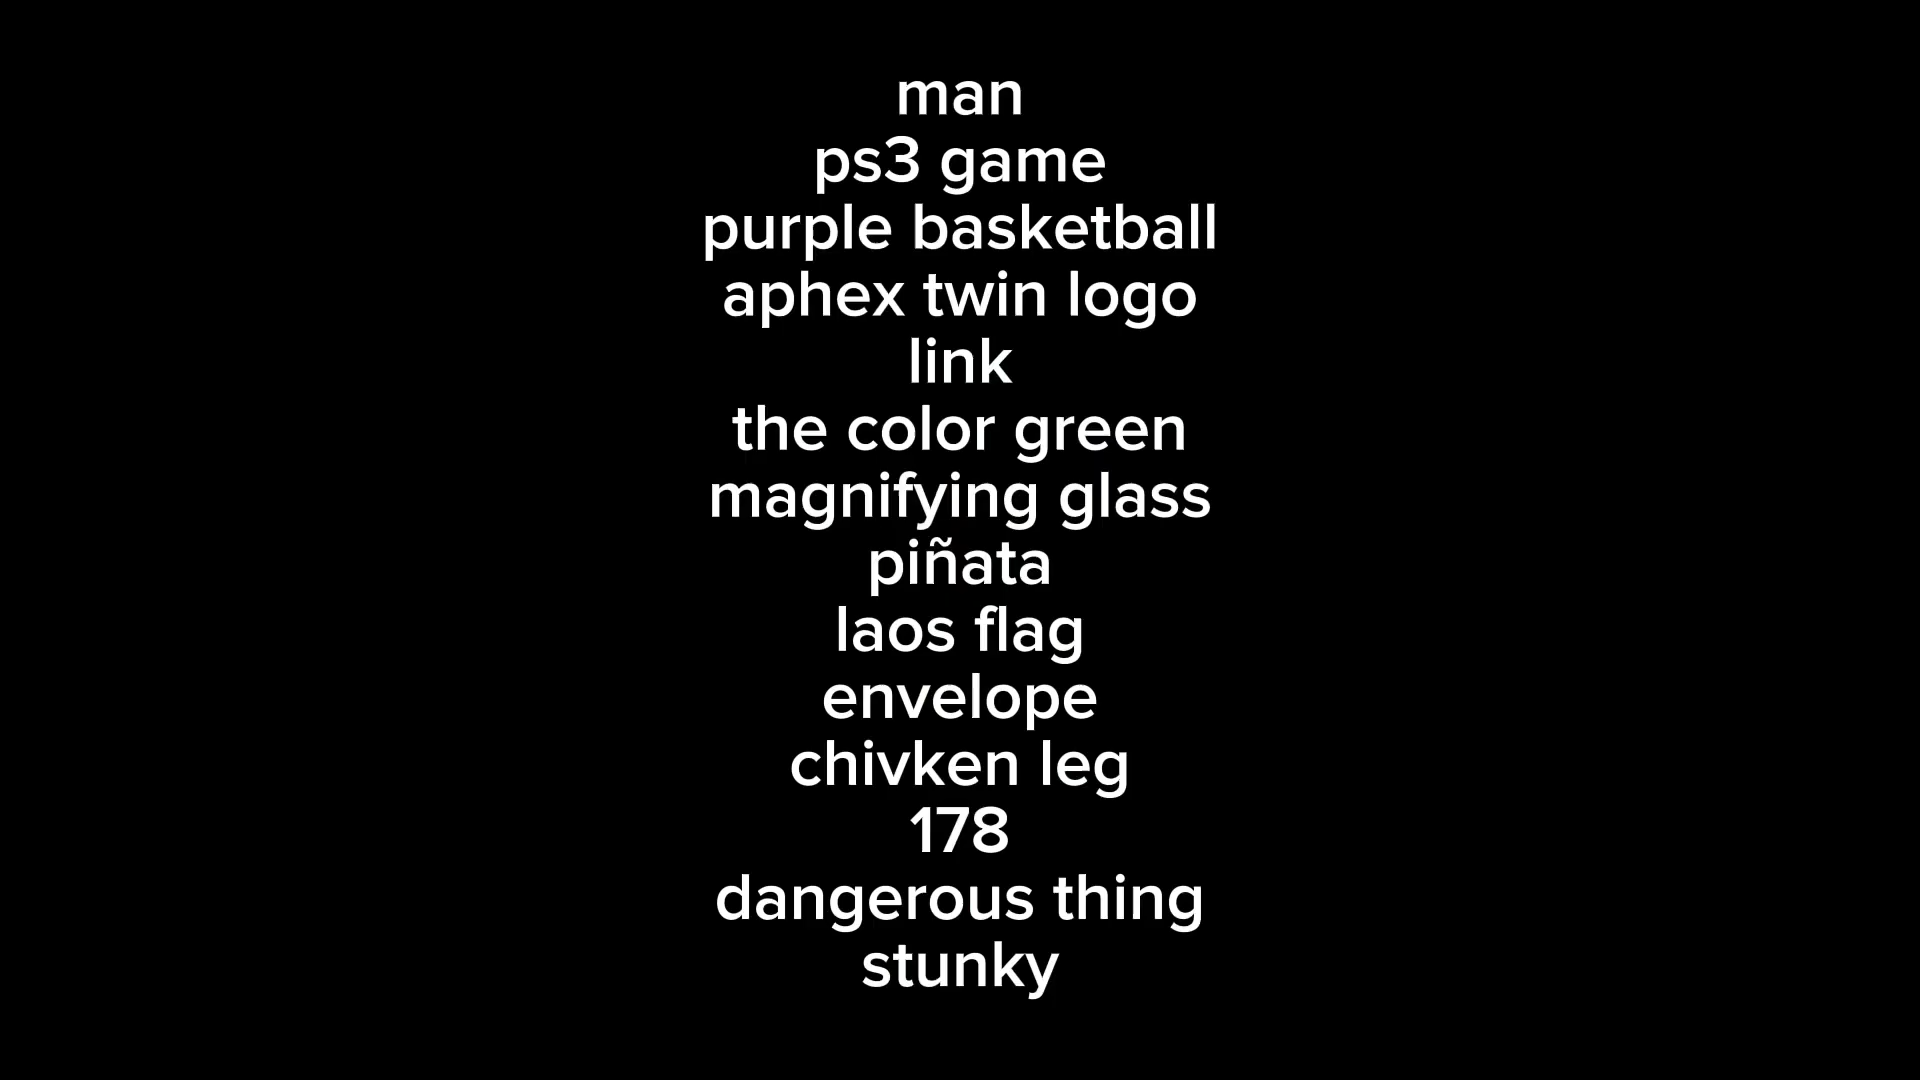 man
ps3 game
purple basketball
aphex twin logo
link
the color green
magnifying glass
piñata
laos flag
envelope
chivken leg
178
dangerous thing
stunky